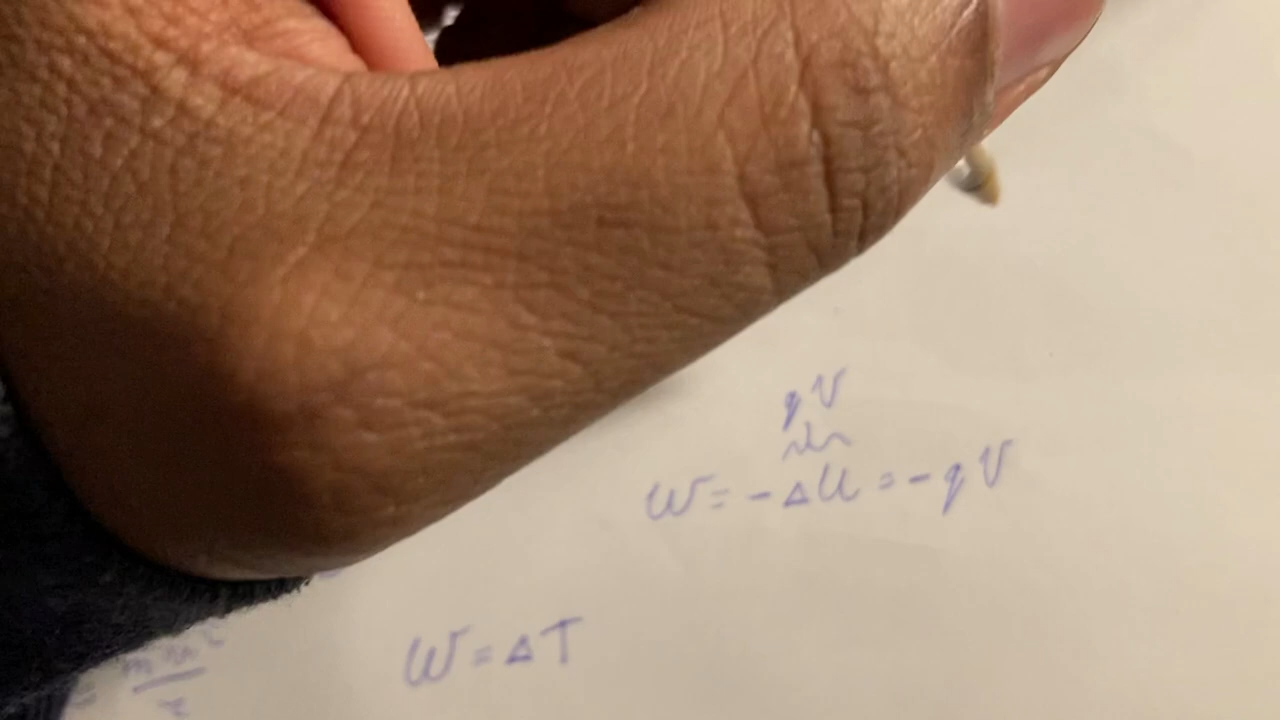 qV
W = -ΔU = -qV
W = ΔT